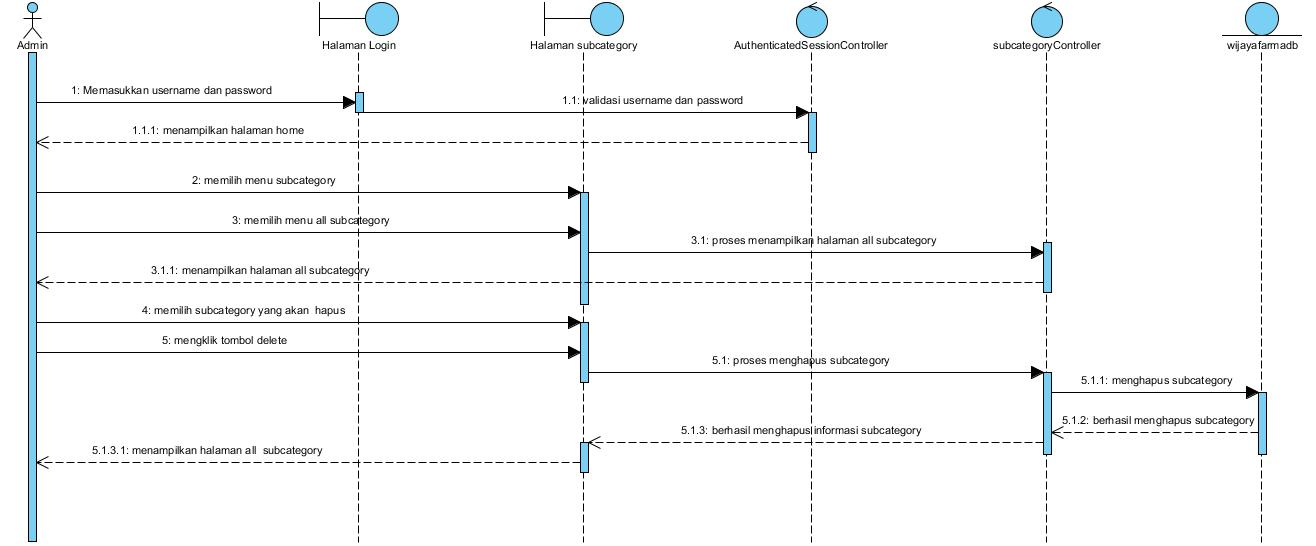 Admin
Halaman Login
Halaman subcategory
AuthenticatedSessionController
subcategoryController
wijayafarmadb
1: Memasukkan username dan password
1.1: validasi username dan password
1.1.1: menampilkan halaman home
2: memilih menu subcategory
3: memilih menu all subcategory
3.1: proses menampilkan halaman all subcategory
3.1.1: menampilkan halaman all subcategory
4: memilih subcategory yang akan  hapus
5: mengklik tombol delete
5.1: proses menghapus subcategory
5.1.1: menghapus subcategory
5.1.2: berhasil menghapus subcategory
5.1.3: berhasil menghapus informasi subcategory
5.1.3.1: menampilkan halaman all  subcategory